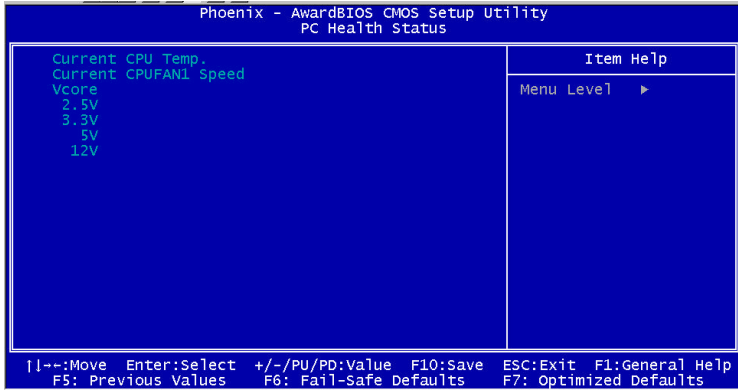 Phoenix - AwardBIOS CMOS Setup Utility
PC Health Status
Current CPU Temp.
Current CPUFAN1 Speed
Vcore
2.5V
3.3V
5V
12V
Item Help
Menu Level ▶
↑↓→←:Move Enter:Select +/-/PU/PD:Value F10:Save ESC:Exit F1:General Help
F5: Previous Values F6: Fail-Safe Defaults F7: Optimized Defaults